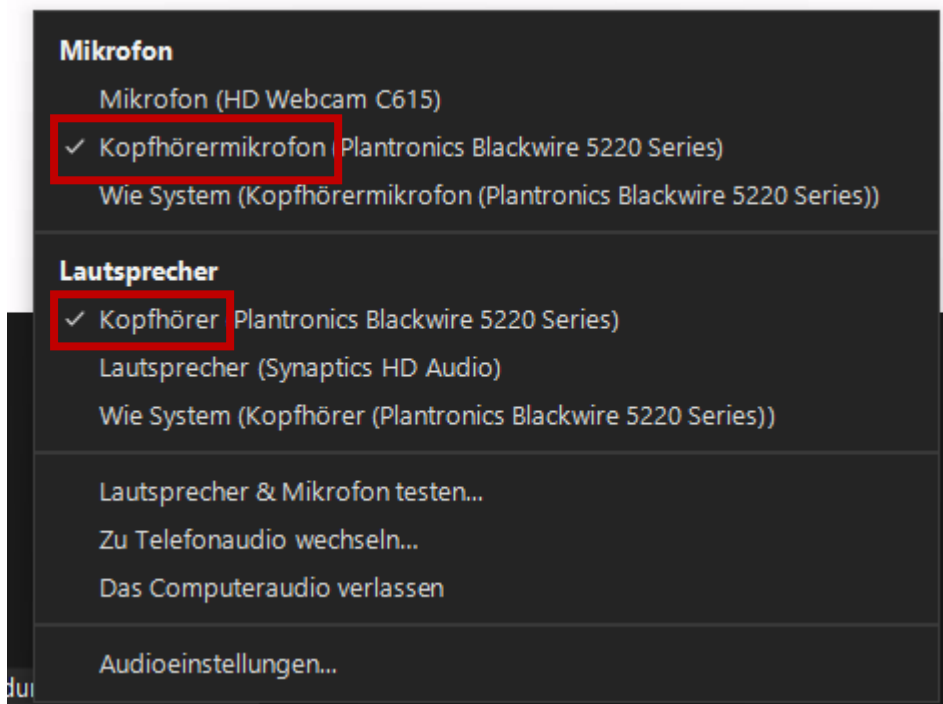 Mikrofon
Mikrofon (HD Webcam C615)
✓ Kopfhörermikrofon (Plantronics Blackwire 5220 Series)
Wie System (Kopfhörermikrofon (Plantronics Blackwire 5220 Series))
Lautsprecher
✓ Kopfhörer (Plantronics Blackwire 5220 Series)
Lautsprecher (Synaptics HD Audio)
Wie System (Kopfhörer (Plantronics Blackwire 5220 Series))
Lautsprecher & Mikrofon testen...
Zu Telefonaudio wechseln...
Das Computeraudio verlassen
Audioeinstellungen...